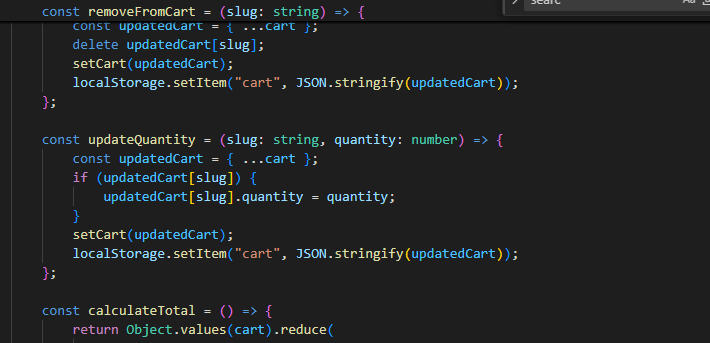 const removeFromCart = (slug: string) => {
searc
Aa
const updatedCart = { ...cart };
delete updatedCart[slug];
setCart(updatedCart);
localStorage.setItem("cart", JSON.stringify(updatedCart));
};
const updateQuantity = (slug: string, quantity: number) => {
const updatedCart = { ...cart };
if (updatedCart[slug]) {
updatedCart[slug].quantity = quantity;
}
setCart(updatedCart);
localStorage.setItem("cart", JSON.stringify(updatedCart));
};
const calculateTotal = () => {
return Object.values(cart).reduce(